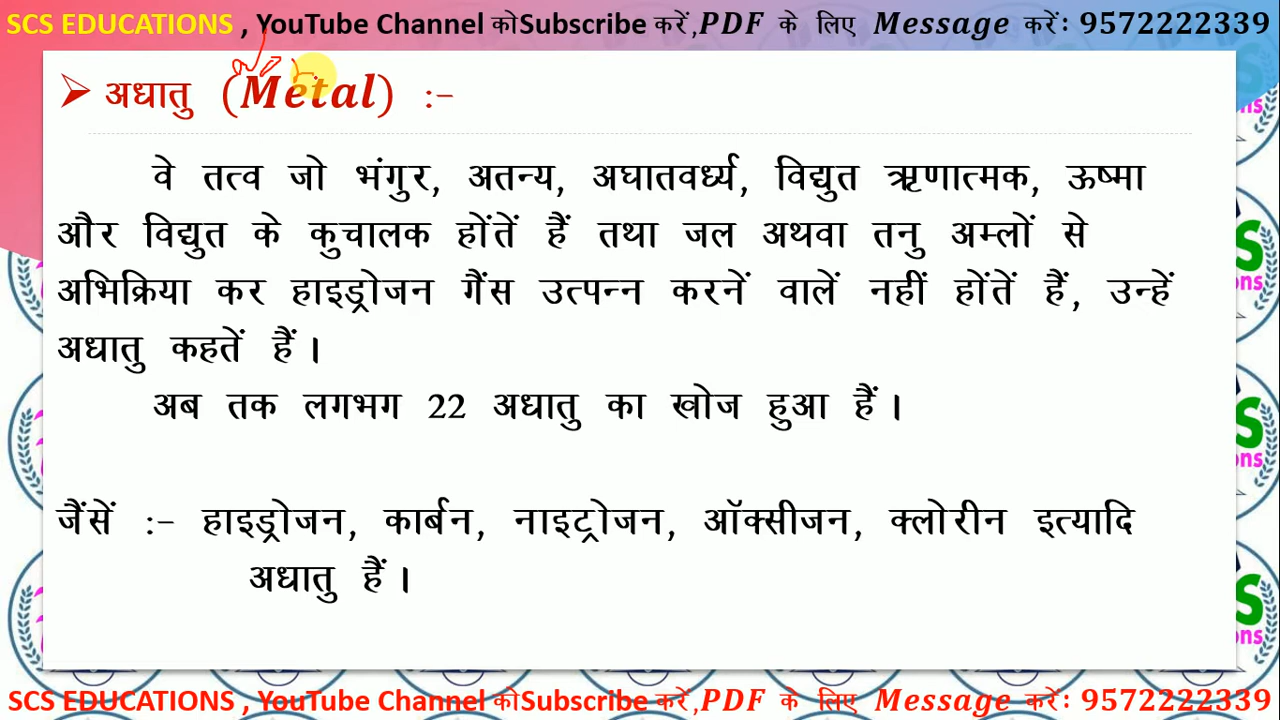 SCS EDUCATIONS , YouTube Channel कोSubscribe करें,PDF के लिए Message करें: 9572222339
➢ अधातु (Metal) :-
वे तत्व जो भंगुर, अतन्य, अघातवर्ध्य, विद्युत ऋणात्मक, ऊष्मा
और विद्युत के कुचालक होंतें हैं तथा जल अथवा तनु अम्लों से
अभिक्रिया कर हाइड्रोजन गैंस उत्पन्न करनें वालें नहीं होंतें हैं, उन्हें
अधातु कहतें हैं।
अब तक लगभग 22 अधातु का खोज हुआ हैं।
जैंसें :- हाइड्रोजन, कार्बन, नाइट्रोजन, ऑक्सीजन, क्लोरीन इत्यादि
अधातु हैं।
SCS EDUCATIONS , YouTube Channel कोSubscribe करें,PDF के लिए Message करें: 9572222339